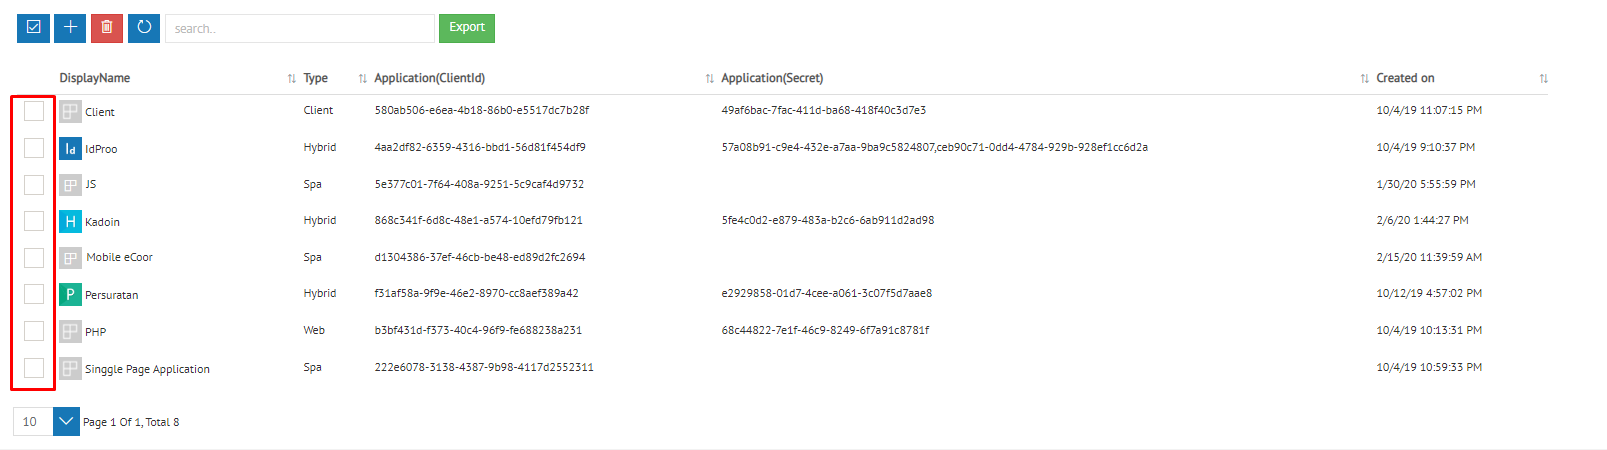 search.. Export
DisplayName Type Application(ClientId) Application(Secret) Created on
Client Client 580ab506-e6ea-4b18-86b0-e5517dc7b28f 49af6bac-7fac-411d-ba68-418f40c3d7e3 10/4/19 11:07:15 PM
Id IdProo Hybrid 4aa2df82-6359-4316-bbd1-56d81f454df9 57a08b91-c9e4-432e-a7aa-9ba9c5824807,ceb90c71-0dd4-4784-929b-928ef1cc6d2a 10/4/19 9:10:37 PM
JS Spa 5e377c01-7f64-408a-9251-5c9caf4d9732 1/30/20 5:55:59 PM
H Kadoin Hybrid 868c341f-6d8c-48e1-a574-10efd79fb121 5fe4c0d2-e879-483a-b2c6-6ab911d2ad98 2/6/20 1:44:27 PM
Mobile eCoor Spa d1304386-37ef-46cb-be48-ed89d2fc2694 2/15/20 11:39:59 AM
P Persuratan Hybrid f31af58a-9f9e-46e2-8970-cc8aef389a42 e2929858-01d7-4cee-a061-3c07f5d7aae8 10/12/19 4:57:02 PM
PHP Web b3bf431d-f373-40c4-96f9-fe688238a231 68c44822-7e1f-46c9-8249-6f7a91c8781f 10/4/19 10:13:31 PM
Singgle Page Application Spa 222e6078-3138-4387-9b98-4117d2552311 10/4/19 10:59:33 PM
10 Page 1 Of 1, Total 8